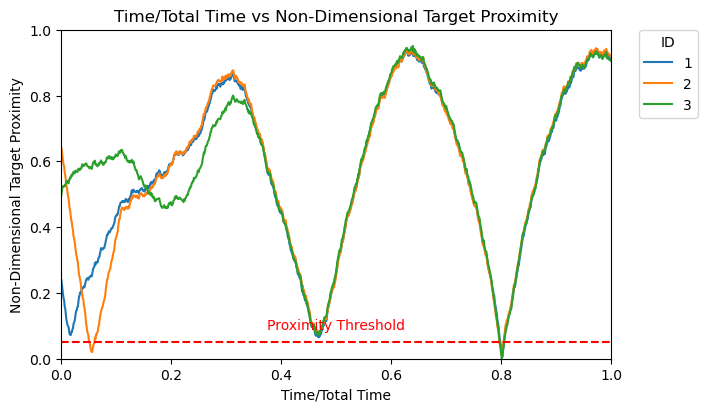 Time/Total Time vs Non-Dimensional Target Proximity
ID
1
2
3
Non-Dimensional Target Proximity
1.0
0.8
0.6
0.4
0.2
0.0
Proximity Threshold
0.0 0.2 0.4 0.6 0.8 1.0
Time/Total Time